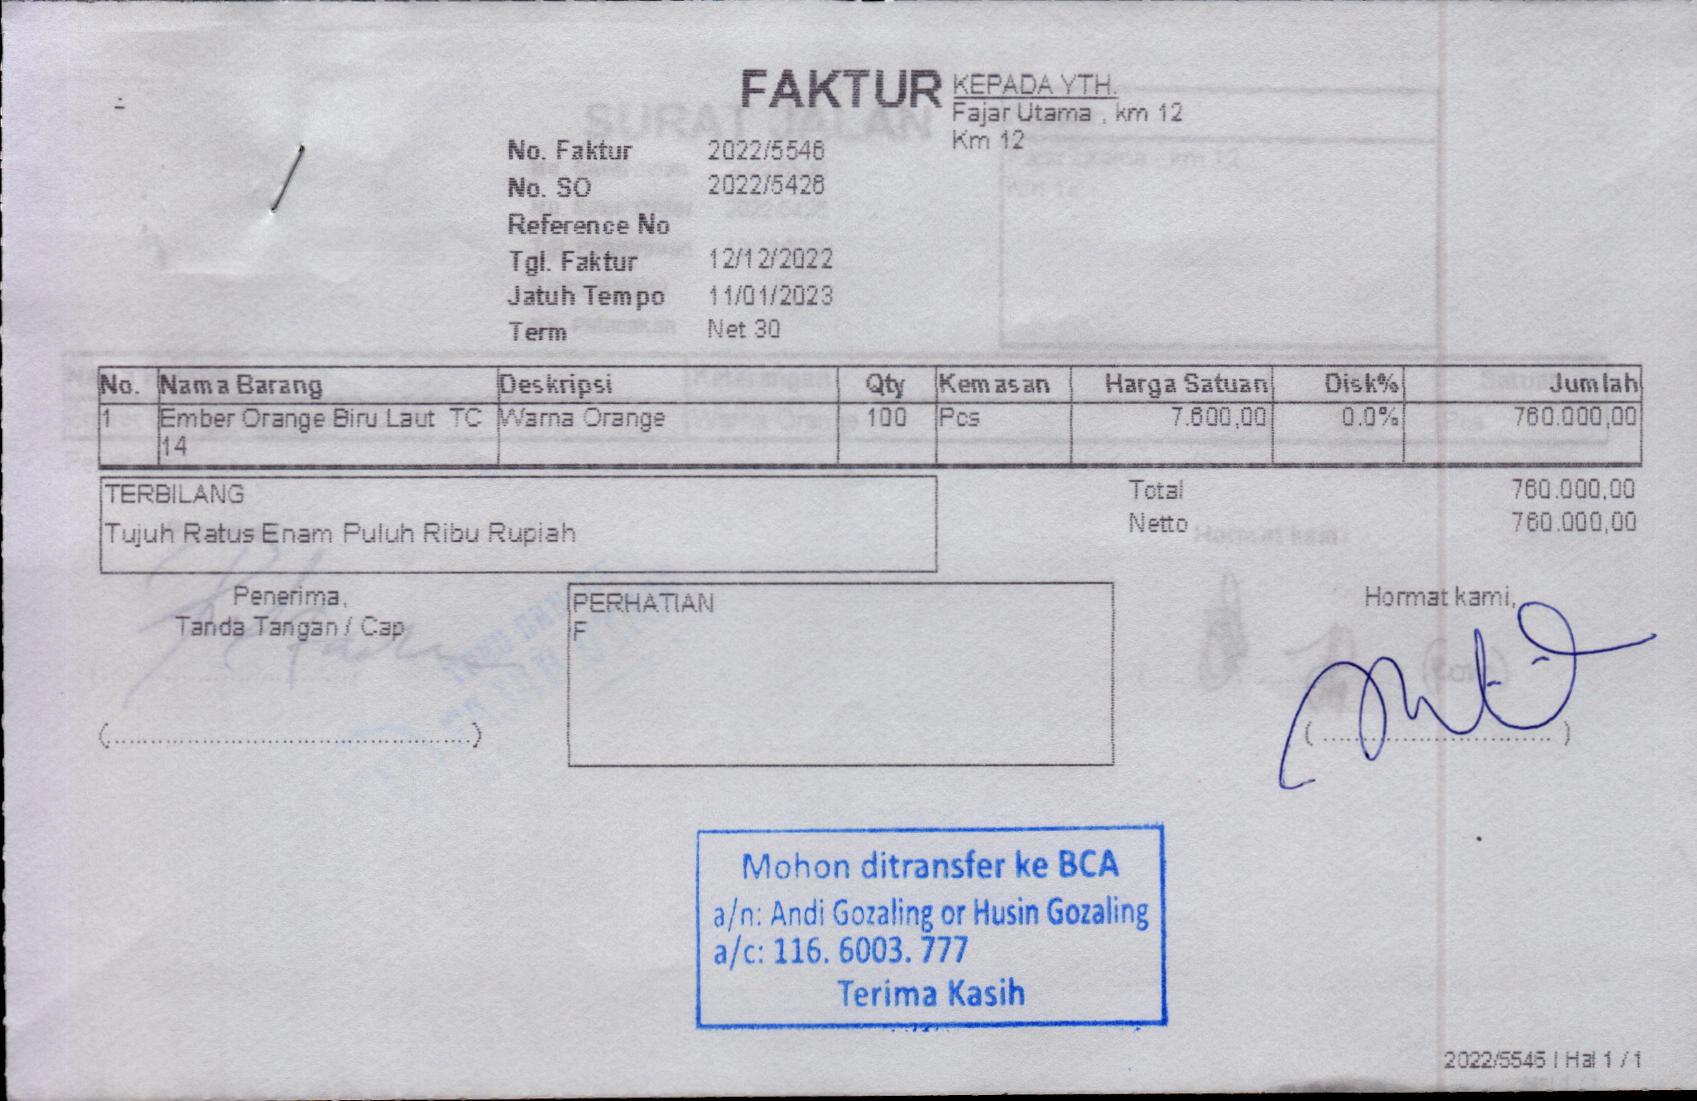 FAKTUR
KEPADA YTH.
Fajar Utama , km 12
Km 12
No. Faktur 2022/5546
No. SO 2022/5426
Reference No
Tgl. Faktur 12/12/2022
Jatuh Tempo 11/01/2023
Term Net 30
No. Nama Barang Deskripsi Qty Kemasan Harga Satuan Disk% Jumlah
1 Ember Orange Biru Laut TC Warna Orange 100 Pcs 7.600,00 0.0% 760.000,00
14
TERBILANG
Tujuh Ratus Enam Puluh Ribu Rupiah
Total 760.000,00
Netto 760.000,00
Penerima,
Tanda Tangan / Cap
(..............................................)
PERHATIAN
F
Hormat kami,
( .............................. )
Mohon ditransfer ke BCA
a/n: Andi Gozaling or Husin Gozaling
a/c: 116. 6003. 777
Terima Kasih
2022/5546 | Hal 1 / 1